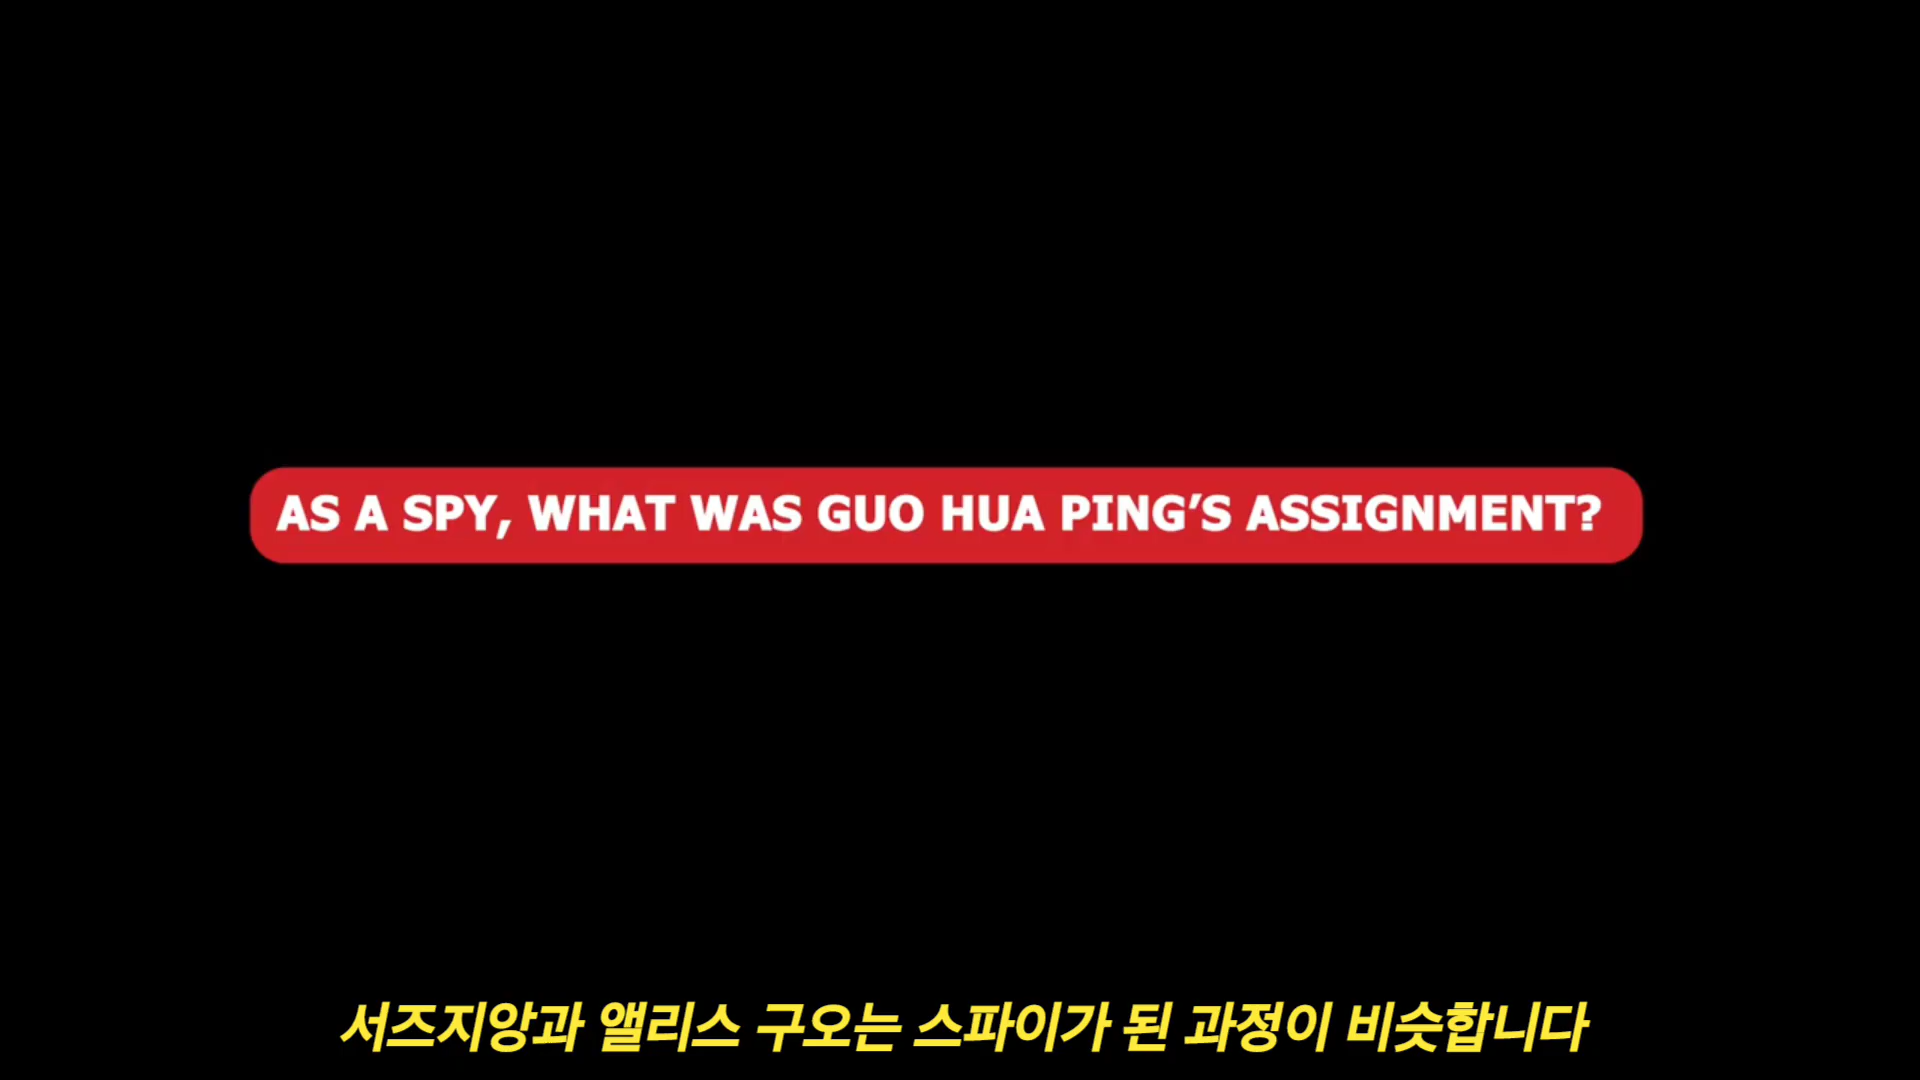 AS A SPY, WHAT WAS GUO HUA PING’S ASSIGNMENT?
서즈지앙과 앨리스 구오는 스파이가 된 과정이 비슷합니다